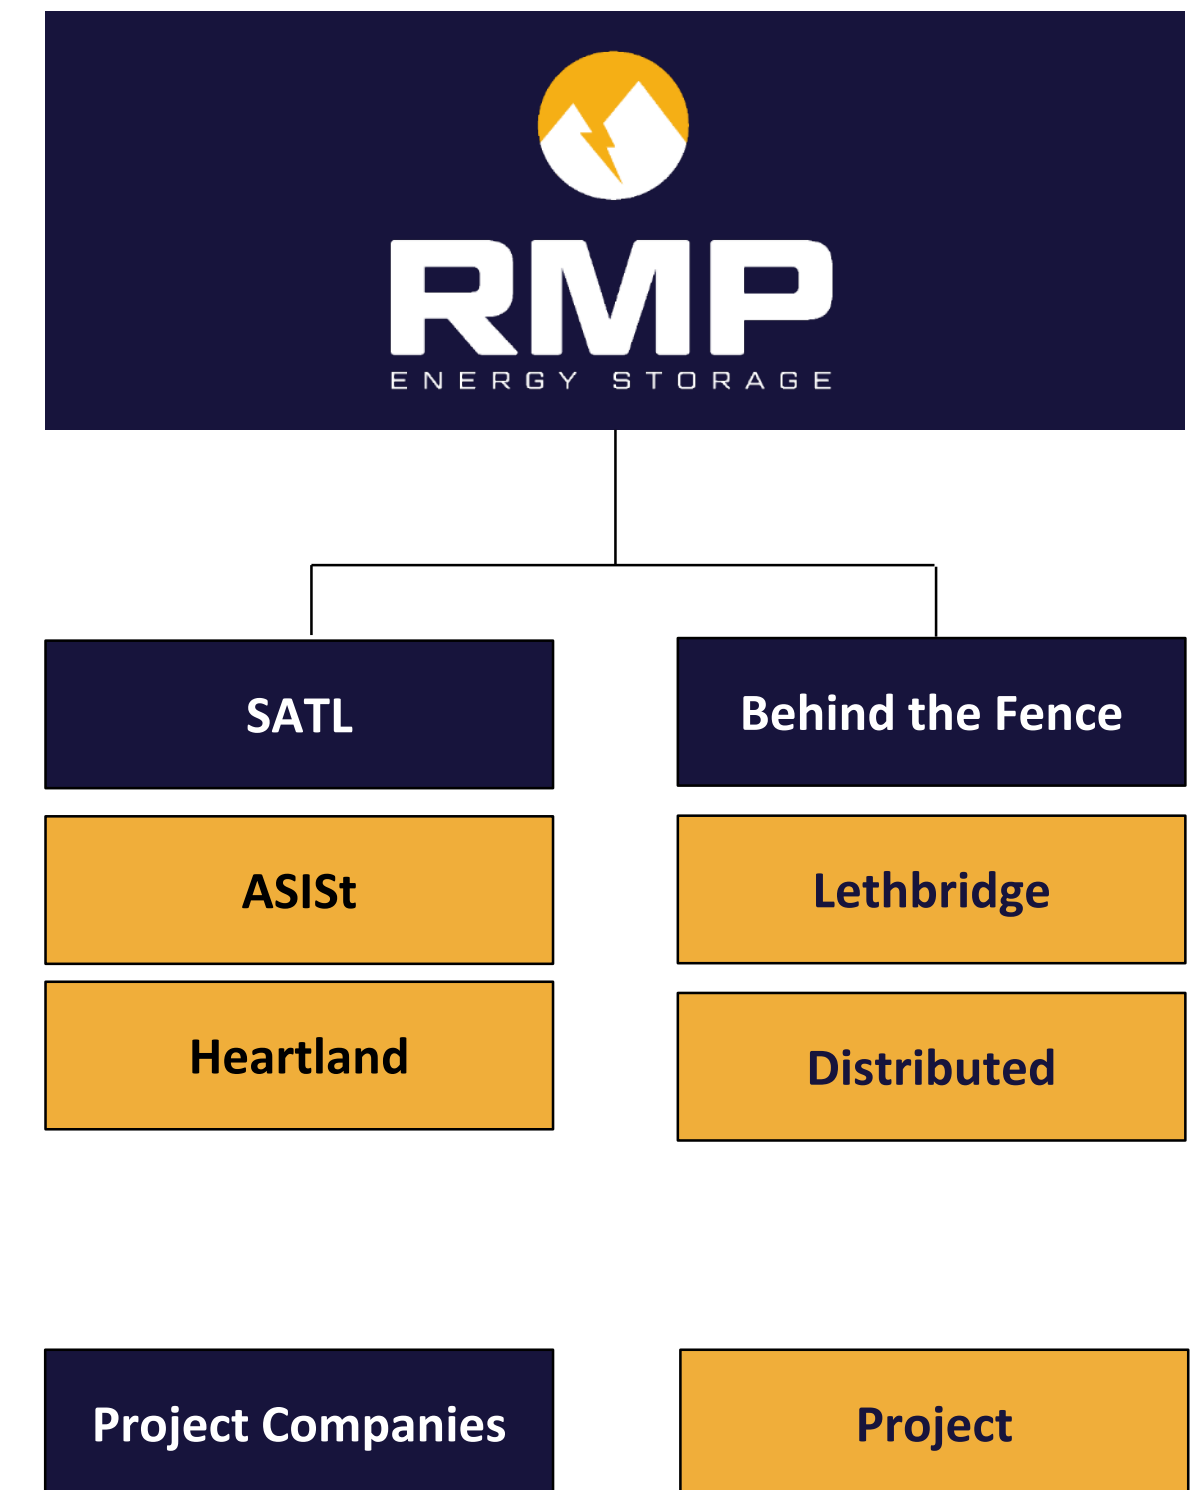 RMP
ENERGY STORAGE
SATL
Behind the Fence
ASISt
Lethbridge
Heartland
Distributed
Project Companies
Project